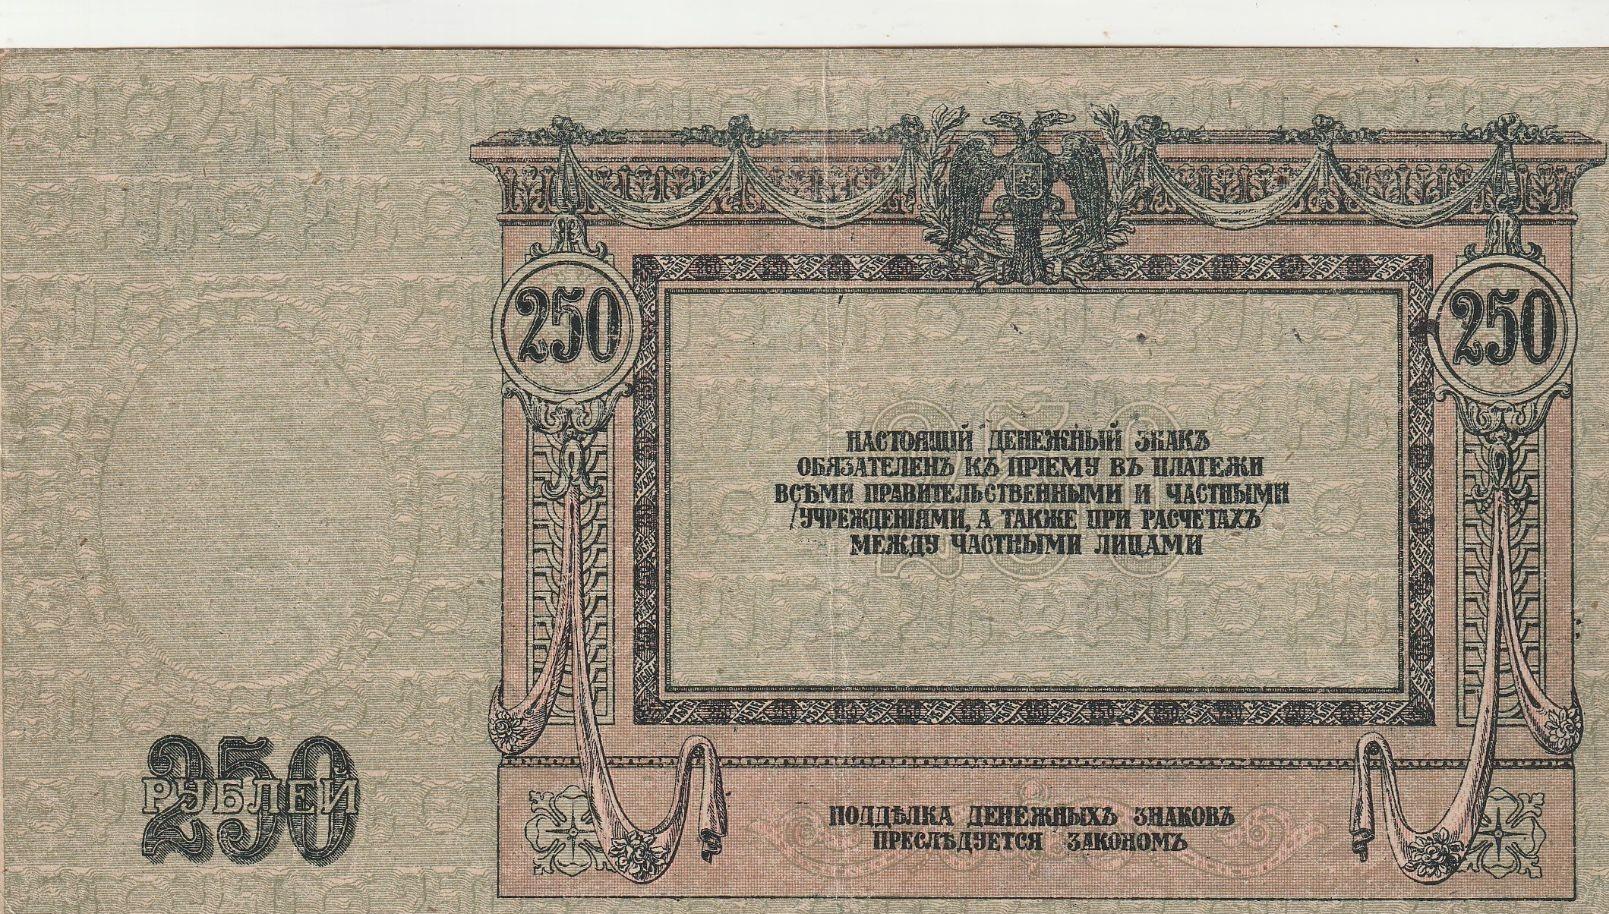 250
250
НАСТОЯЩІЙ ДЕНЕЖНЫЙ ЗНАКЪ
ОБЯЗАТЕЛЕНЪ КЪ ПРІЕМУ ВЪ ПЛАТЕЖИ
ВСѢМИ ПРАВИТЕЛЬСТВЕННЫМИ И ЧАСТНЫМИ
УЧРЕЖДЕНІЯМИ, А ТАКЖЕ ПРИ РАСЧЕТАХЪ
МЕЖДУ ЧАСТНЫМИ ЛИЦАМИ
250
250
РУБЛЕЙ
ПОДДѢЛКА ДЕНЕЖНЫХЪ ЗНАКОВЪ
ПРЕСЛѢДУЕТСЯ ЗАКОНОМЪ